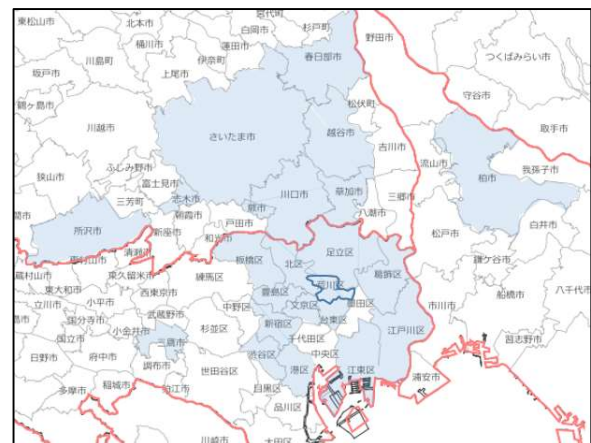 東松山市
北本市
宮代町
杉戸町
白岡市
野田市
桶川市
蓮田市
伊奈町
春日部市
つくばみらい市
川島町
坂戸市
上尾市
守谷市
松伏町
鶴ヶ島市
取手市
川越市
さいたま市
越谷市
吉川市
流山市
我孫子市
柏市
狭山市
ふじみ野市
富士見市
川口市
草加市
三芳町
志木市
三郷市
蕨市
八潮市
朝霞市
戸田市
松戸市
白井市
所沢市
新座市
和光市
足立区
清瀬市
板橋区
北区
鎌ケ谷市
東久留米市
練馬区
葛飾区
荒川区
八千代市
東大和市
西東京市
豊島区
文京区
墨田区
船橋市
立川市
小平市
中野区
台東区
市川市
国分寺市
武蔵野市
新宿区
江戸川区
小金井市
杉並区
千代田区
習志野市
国立市
三鷹市
渋谷区
中央区
日野市
府中市
調布市
世田谷区
港区
江東区
浦安市
多摩市
稲城市
狛江市
目黒区
品川区
川崎市
大田区